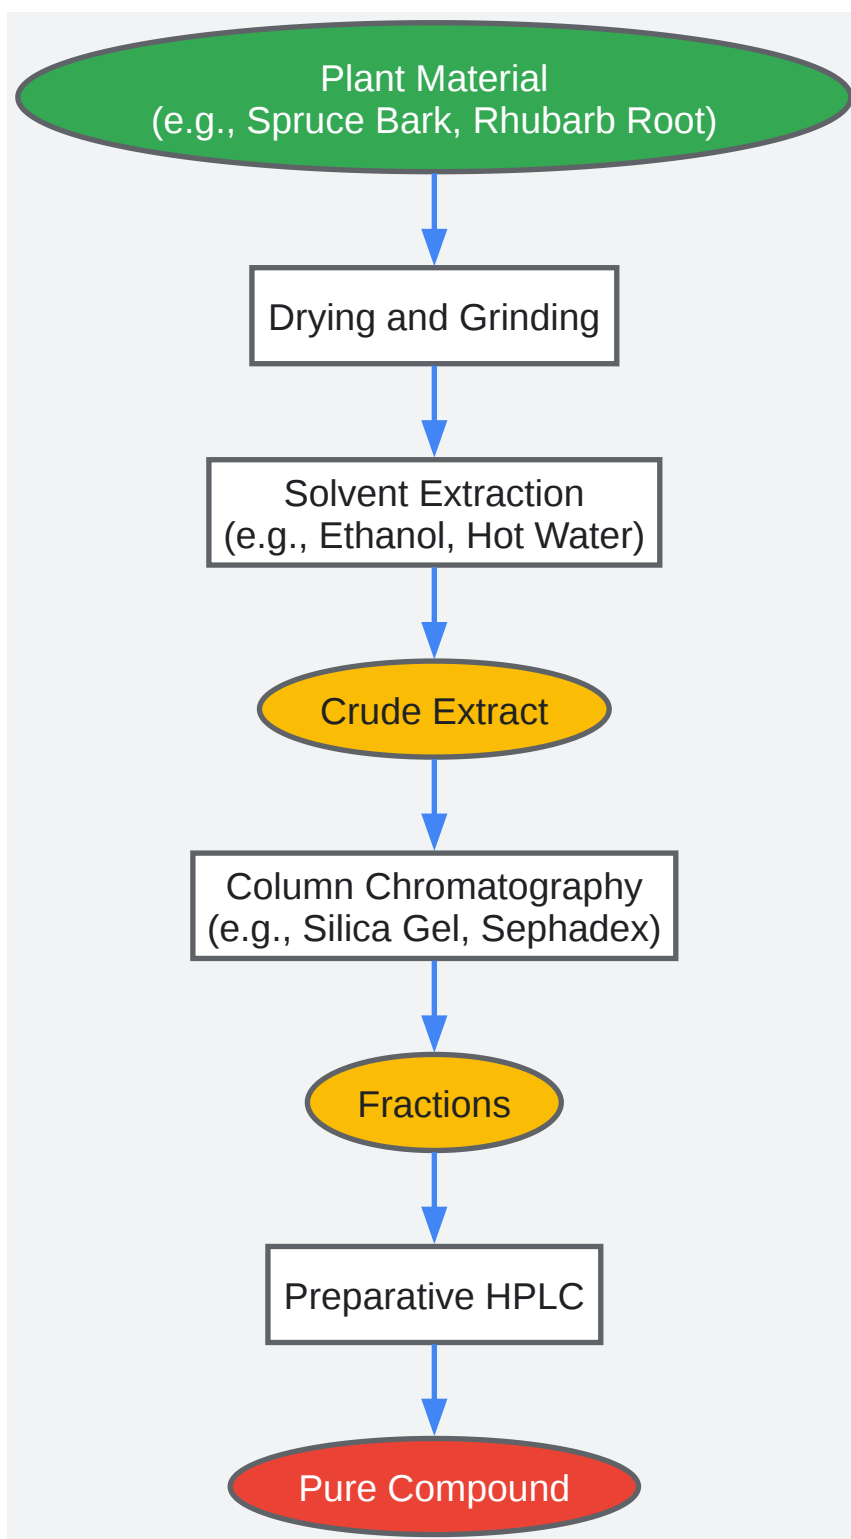 Plant Material
(e.g., Spruce Bark, Rhubarb Root)
Drying and Grinding
Solvent Extraction
(e.g., Ethanol, Hot Water)
Crude Extract
Column Chromatography
(e.g., Silica Gel, Sephadex)
Fractions
Preparative HPLC
Pure Compound